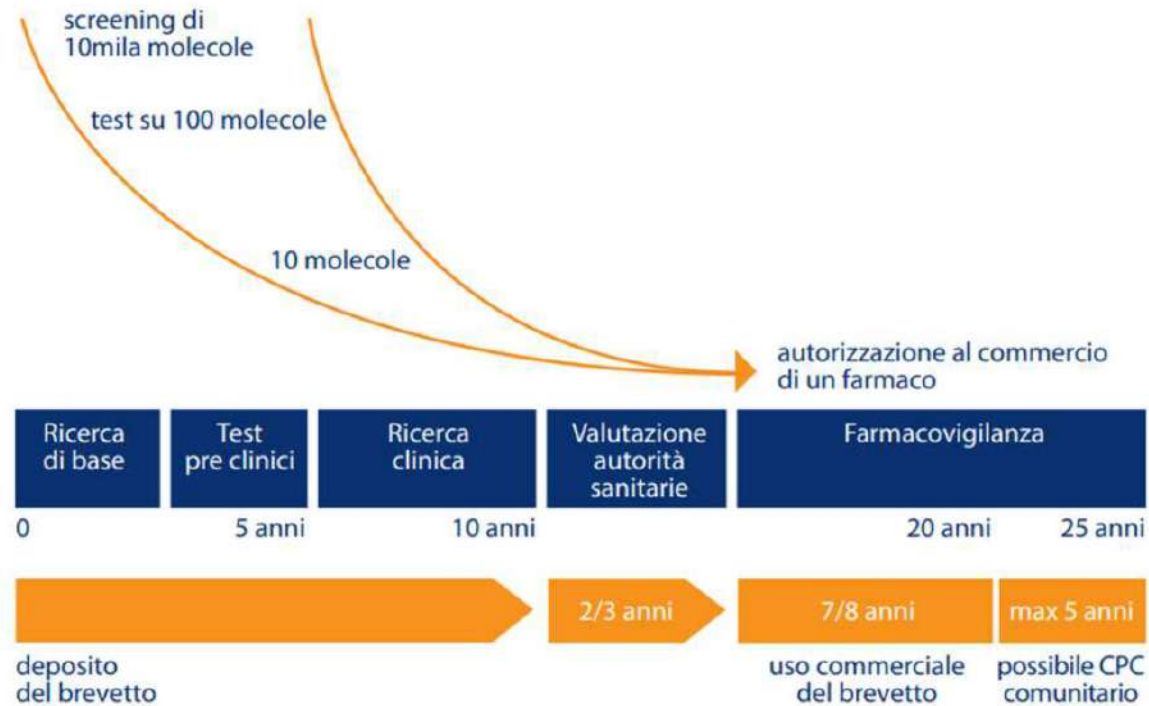 screening di
10mila molecole
test su 100 molecole
10 molecole
autorizzazione al commercio
di un farmaco
Ricerca
di base
Test
pre clinici
Ricerca
clinica
Valutazione
autorità
sanitarie
Farmacovigilanza
0
5 anni
10 anni
20 anni
25 anni
2/3 anni
7/8 anni
max 5 anni
deposito
del brevetto
uso commerciale
del brevetto
possibile CPC
comunitario